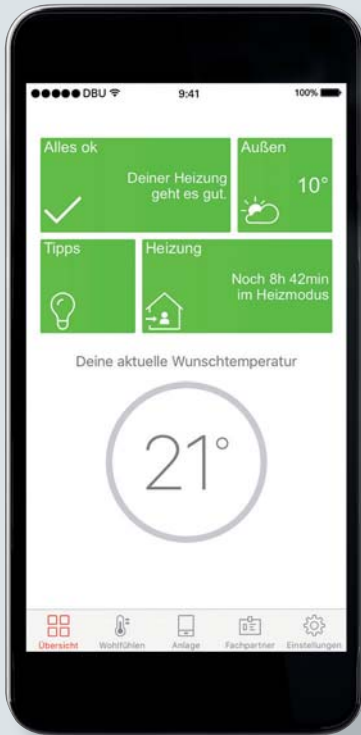 DBU 9:41 100%
Alles ok
Deiner Heizung
geht es gut.
Außen
10°
Tipps
Heizung
Noch 8h 42min
im Heizmodus
Deine aktuelle Wunschtemperatur
21°
Übersicht Wohlfühlen Anlage Fachpartner Einstellungen